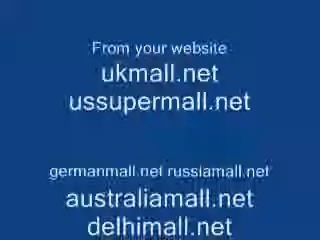 From your website
ukmall.net
ussupermall.net
germanmall.net russiamall.net
australiamall.net
delhimall.net